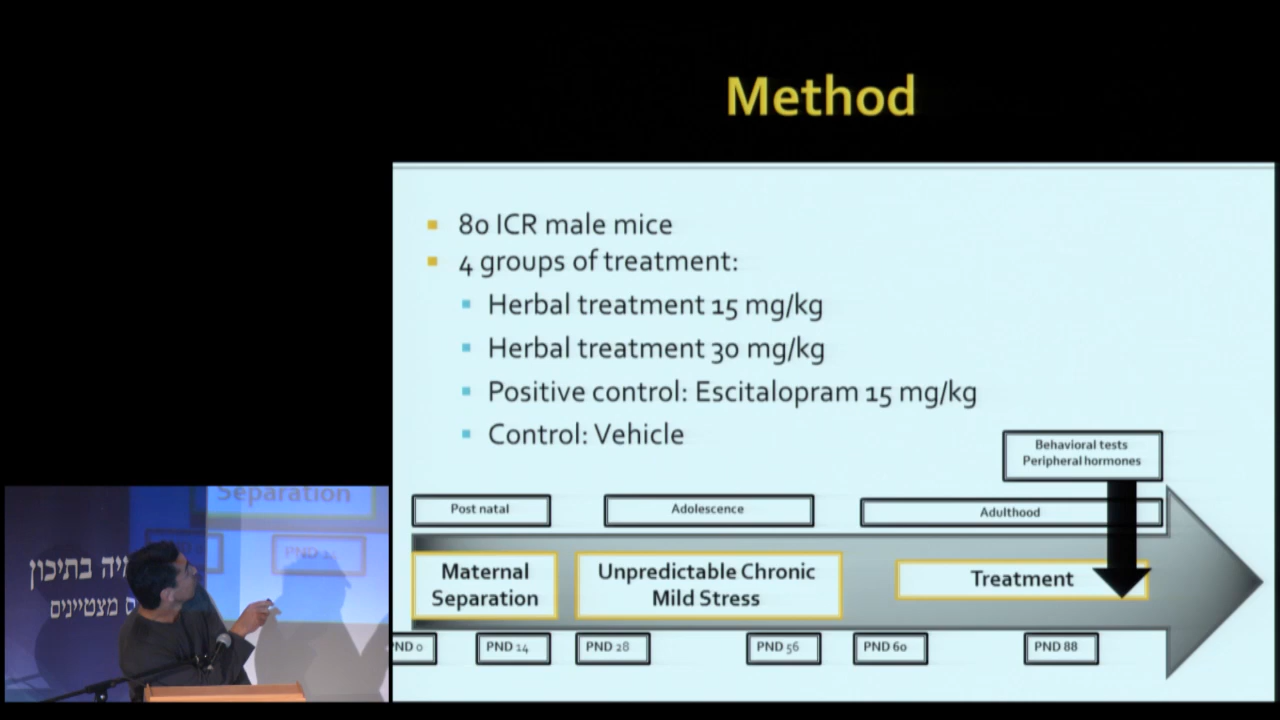 Method
80 ICR male mice
4 groups of treatment:
Herbal treatment 15 mg/kg
Herbal treatment 30 mg/kg
Positive control: Escitalopram 15 mg/kg
Control: Vehicle
Behavioral tests
Peripheral hormones
Post natal
Adolescence
Adulthood
Maternal
Separation
Unpredictable Chronic
Mild Stress
Treatment
PND 0
PND 14
PND 28
PND 56
PND 60
PND 88
Separation
PND
בתיכון
מצטיינים